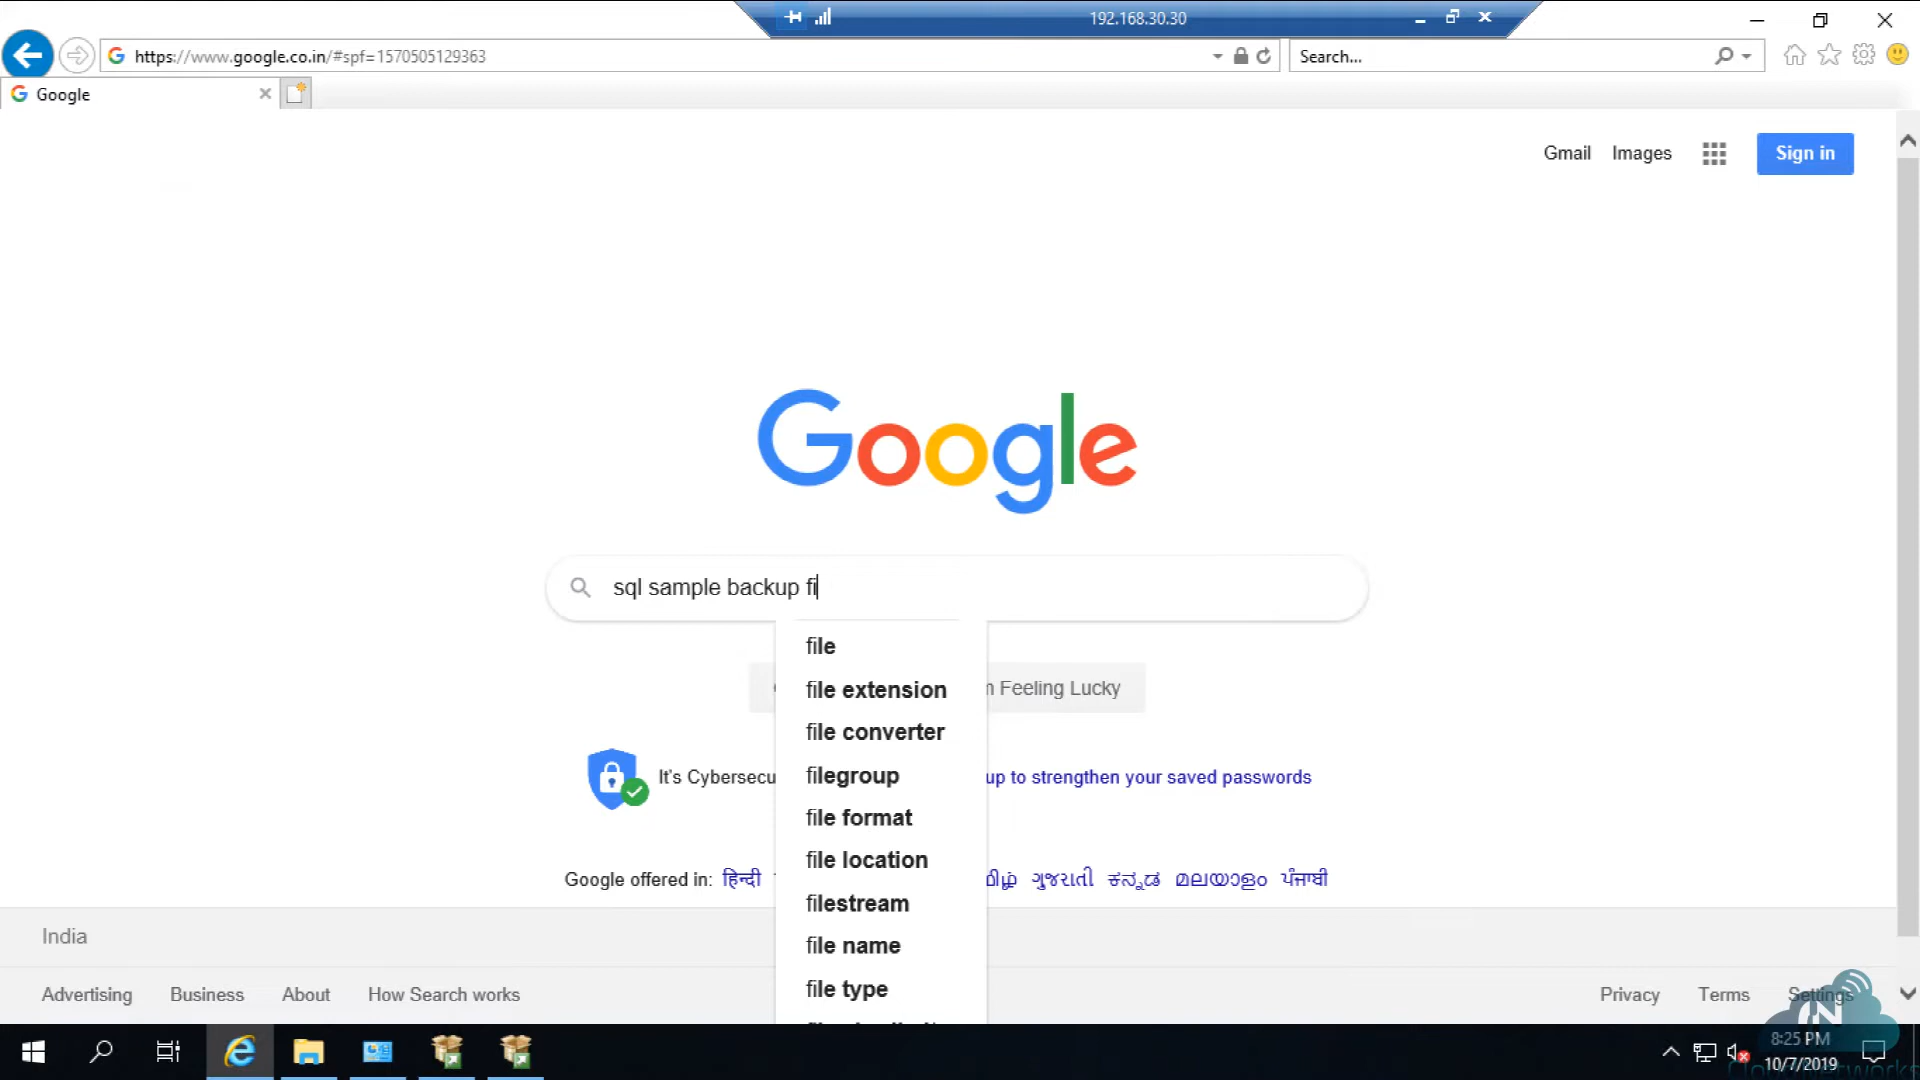 192.168.30.30
https://www.google.co.in/#spf=1570505129363
Search...
Google
Gmail Images Sign in
Google
sql sample backup fi
file
file extension
n Feeling Lucky
file converter
filegroup
It's Cybersecu
up to strengthen your saved passwords
file format
file location
Google offered in: हिन्दी ગુજરાતી ಕನ್ನಡ മലയാളം ਪੰਜਾਬੀ
filestream
India
file name
file type
Advertising Business About How Search works
Privacy Terms Settings
8:25 PM
10/7/2019